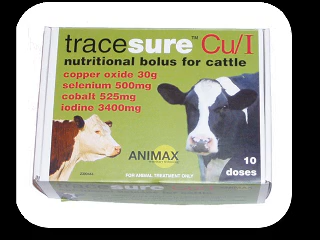 tracesure™ Cu/I
nutritional bolus for cattle
copper oxide 30g
selenium 500mg
cobalt 525mg
iodine 3400mg
ANIMAX
FOR ANIMAL TREATMENT ONLY
10
doses